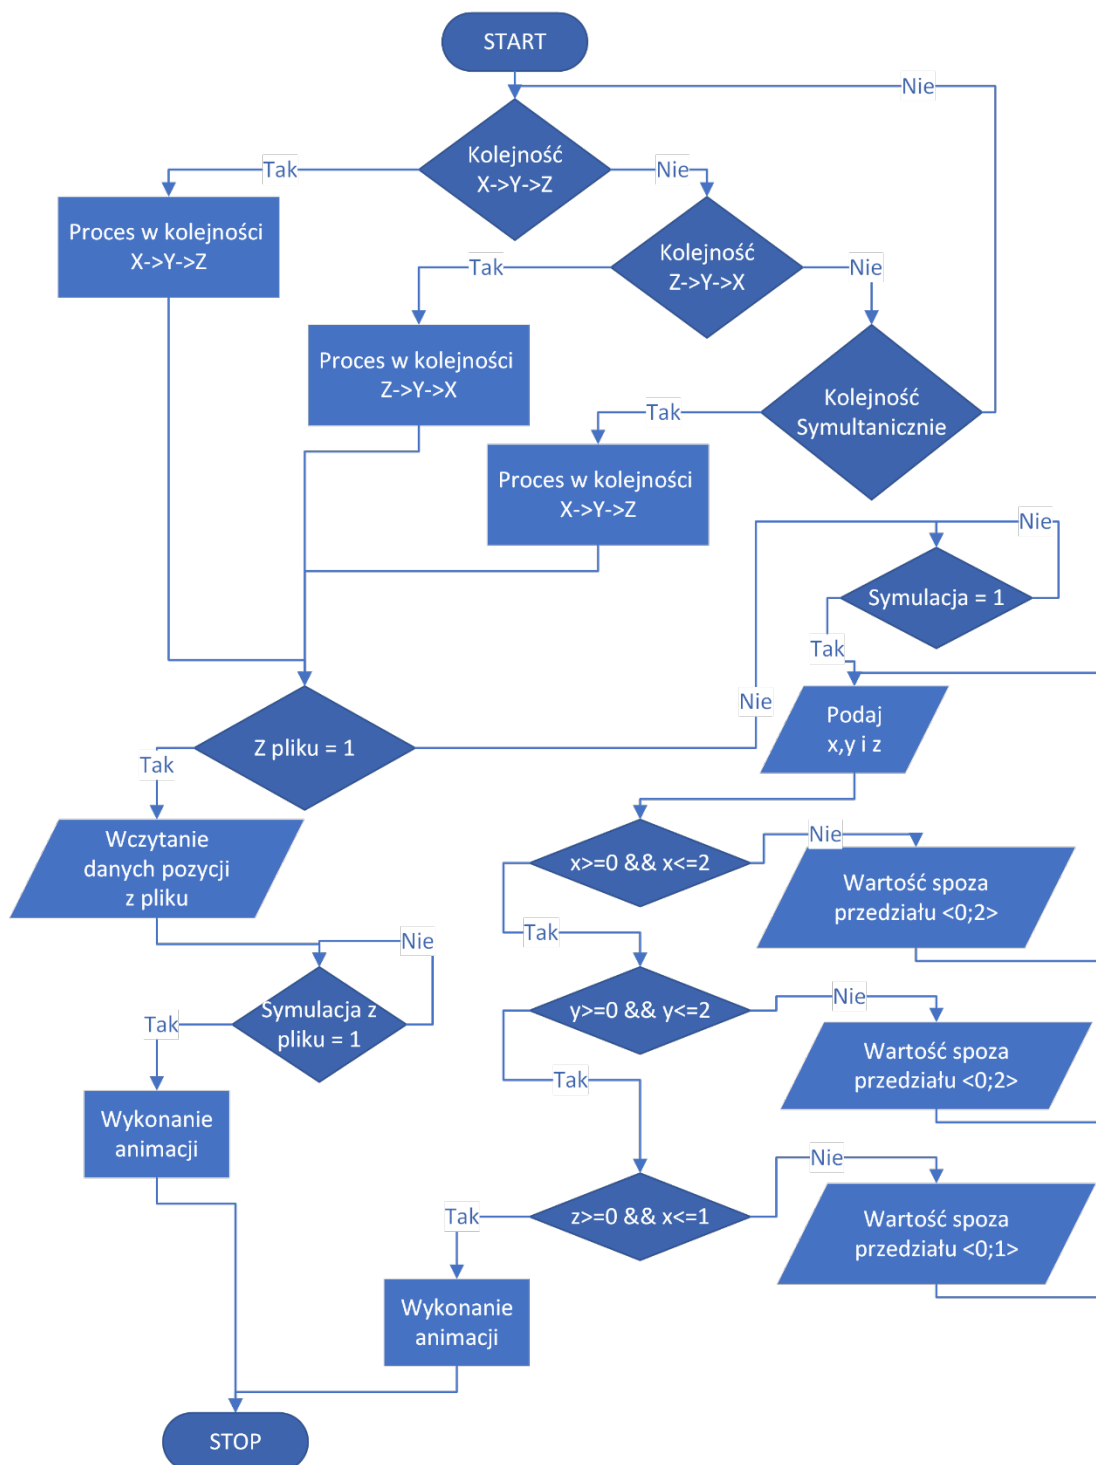 START
Nie
Kolejność
X->Y->Z
Tak
Nie
Proces w kolejności
X->Y->Z
Kolejność
Z->Y->X
Tak
Nie
Proces w kolejności
Z->Y->X
Kolejność
Symultanicznie
Tak
Proces w kolejności
X->Y->Z
Nie
Symulacja = 1
Tak
Nie
Podaj
x,y i z
Z pliku = 1
Tak
Wczytanie
danych pozycji
z pliku
x>=0 && x<=2
Nie
Wartość spoza
przedziału <0;2>
Tak
Nie
Symulacja z
pliku = 1
Tak
y>=0 && y<=2
Nie
Wartość spoza
przedziału <0;2>
Tak
Wykonanie
animacji
z>=0 && x<=1
Nie
Wartość spoza
przedziału <0;1>
Tak
Wykonanie
animacji
STOP